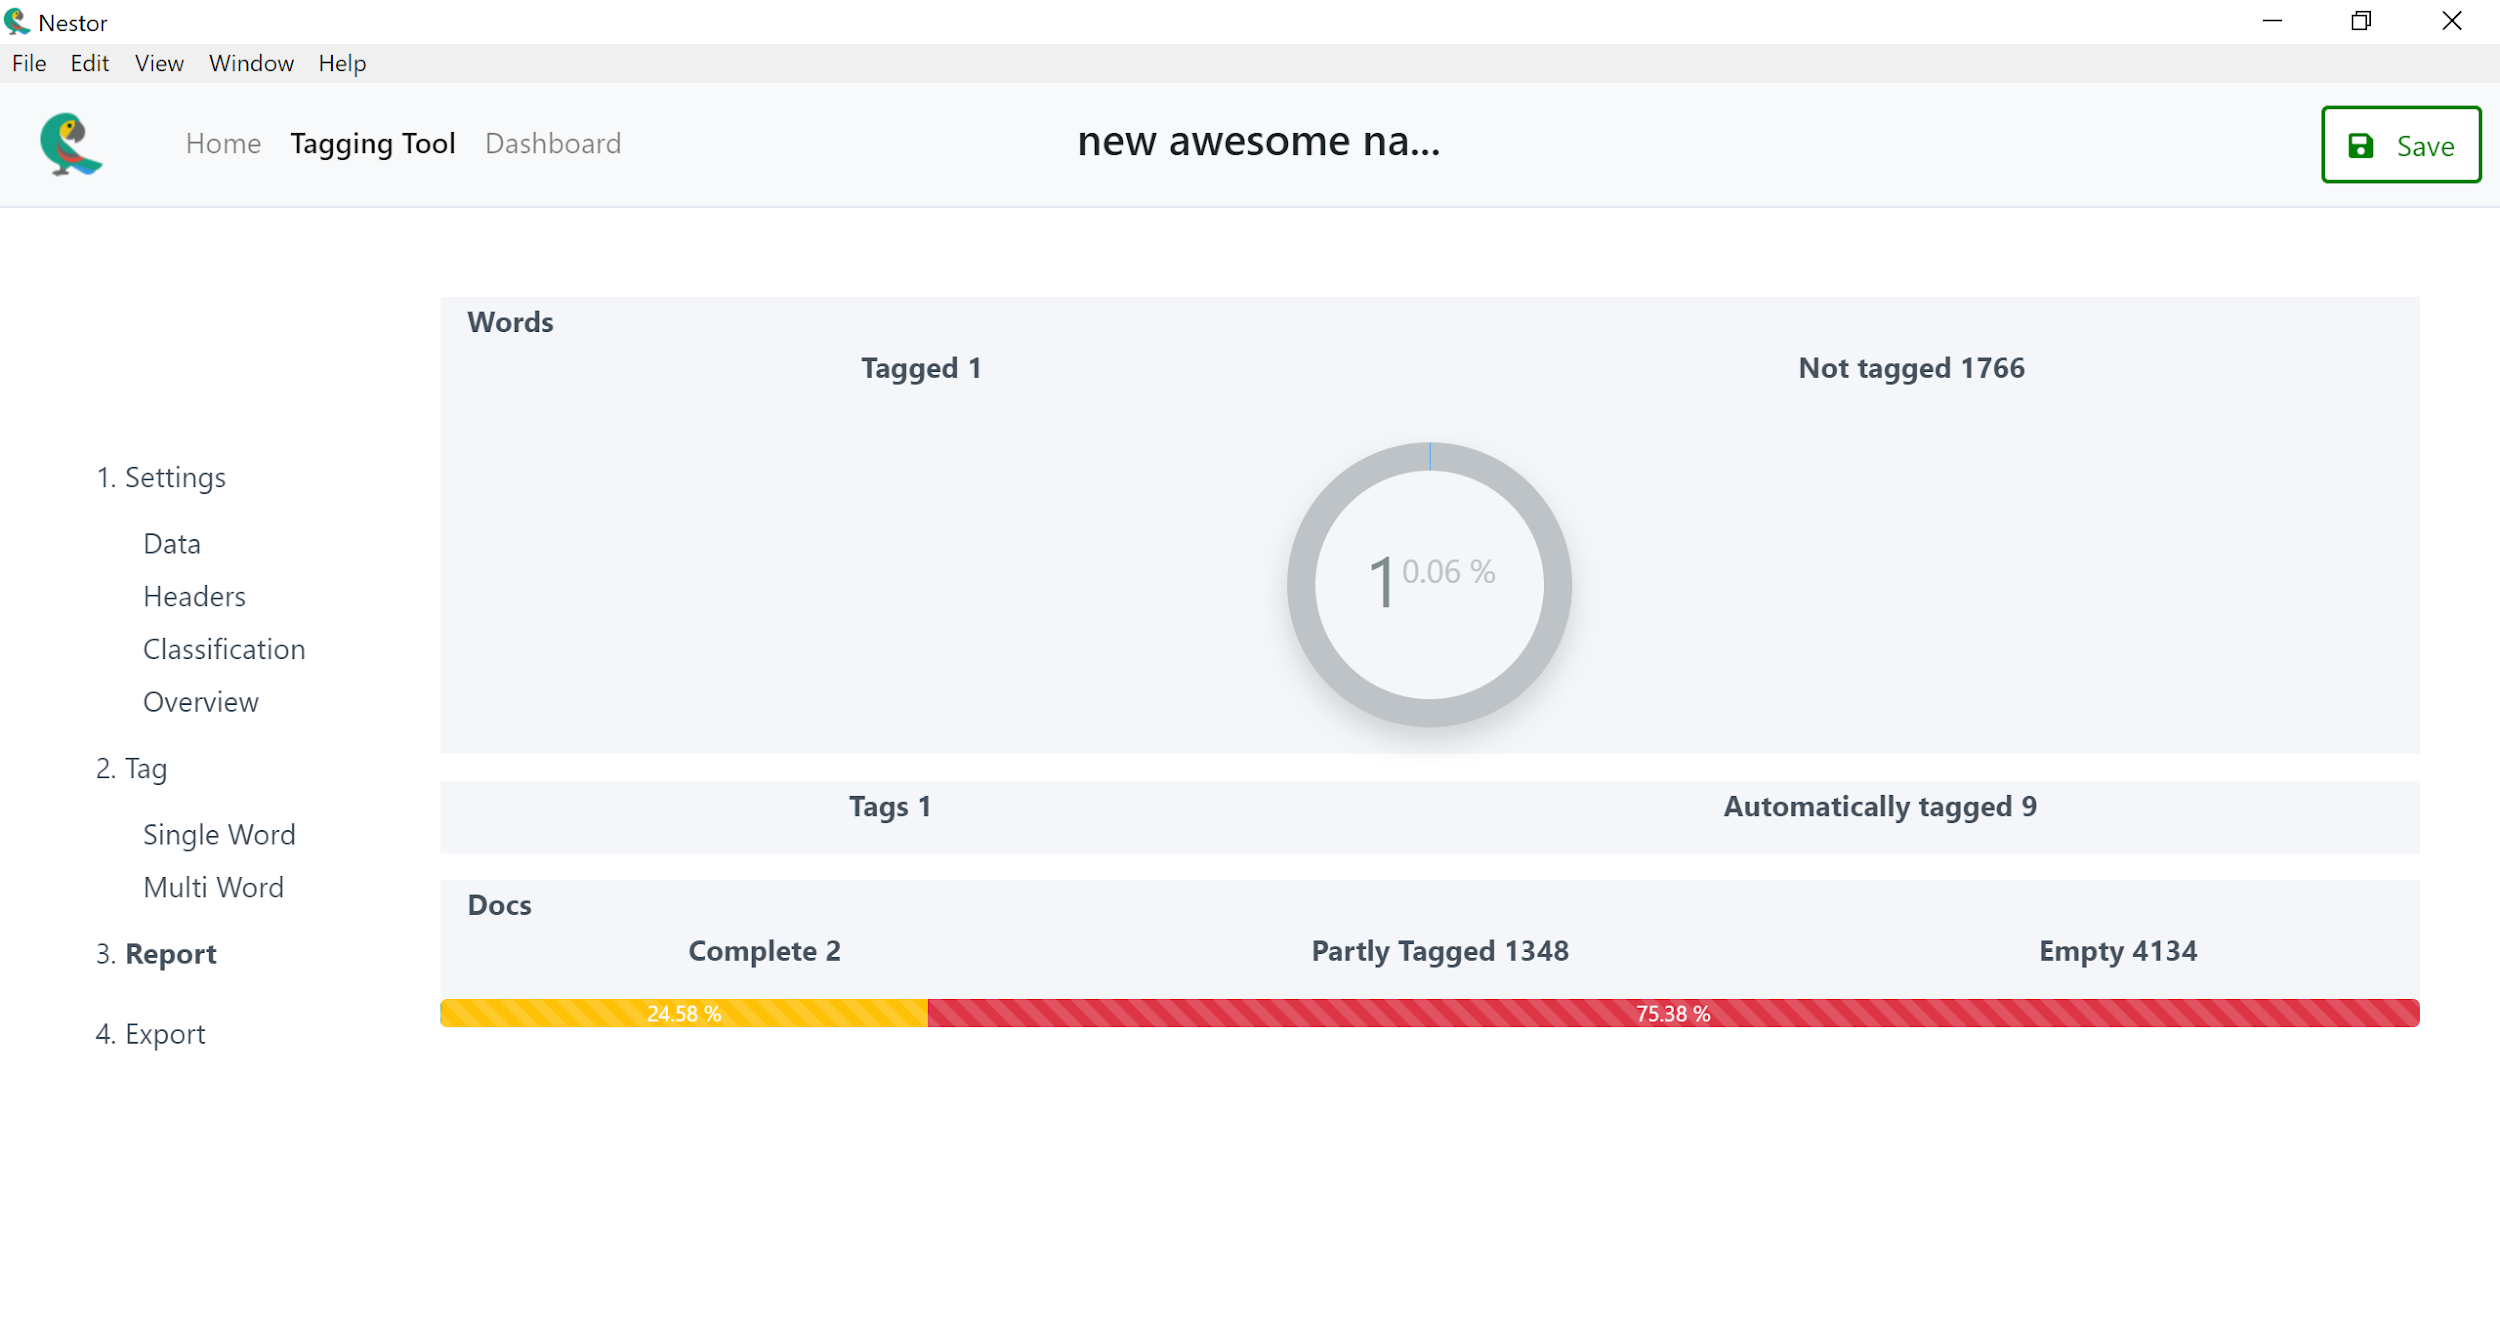 Nestor
File Edit View Window Help
Home Tagging Tool Dashboard
new awesome na...
Save
1. Settings
Data
Headers
Classification
Overview
2. Tag
Single Word
Multi Word
3. Report
4. Export
Words
Tagged 1
Not tagged 1766
1 0.06 %
Tags 1
Automatically tagged 9
Docs
Complete 2
Partly Tagged 1348
Empty 4134
24.58 %
75.38 %